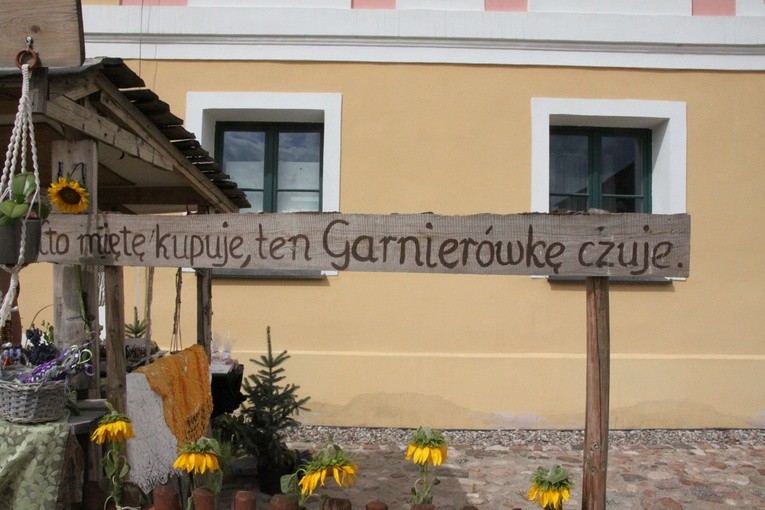 to miętę kupuje, ten Garnierówkę czuje.